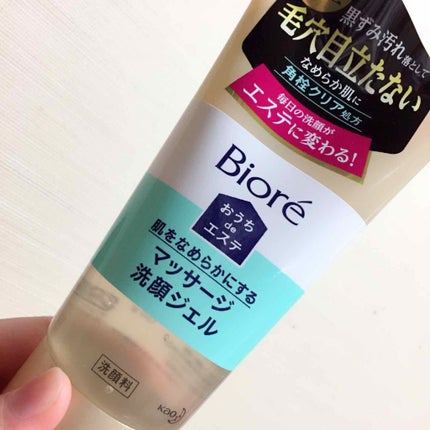 黒ずみ汚れ落として
毛穴目立たない
なめらか肌に
角栓クリア処方
毎日の洗顔が
エステに変わる!
Bioré
おうち
de
エステ
肌をなめらかにする
マッサージ
洗顔ジェル
洗顔料
Kao